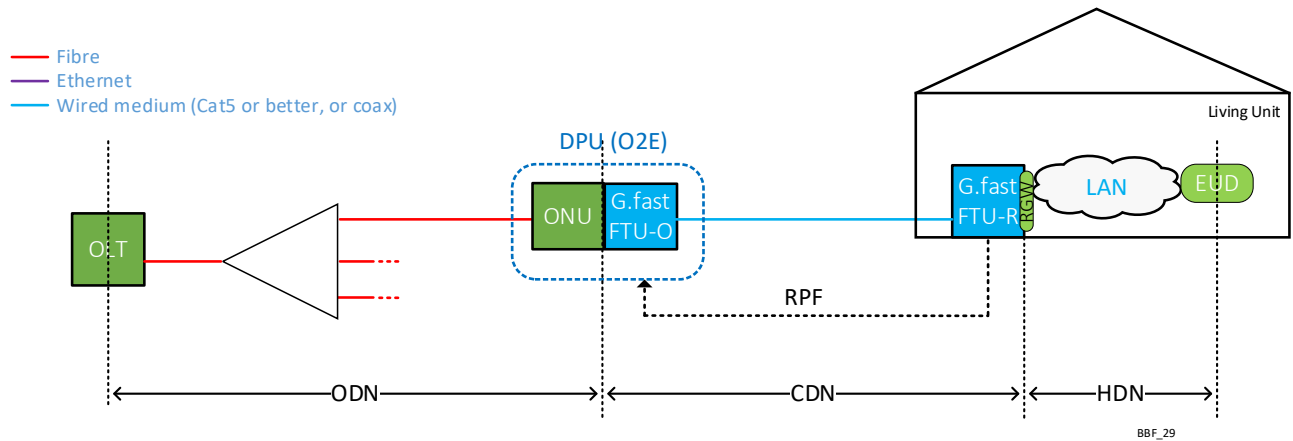 Fibre
Ethernet
Wired medium (Cat5 or better, or coax)
Living Unit
DPU (O2E)
OLT
ONU
G.fast
FTU-O
G.fast
FTU-R
RGW
LAN
EUD
RPF
ODN
CDN
HDN
BBF_29